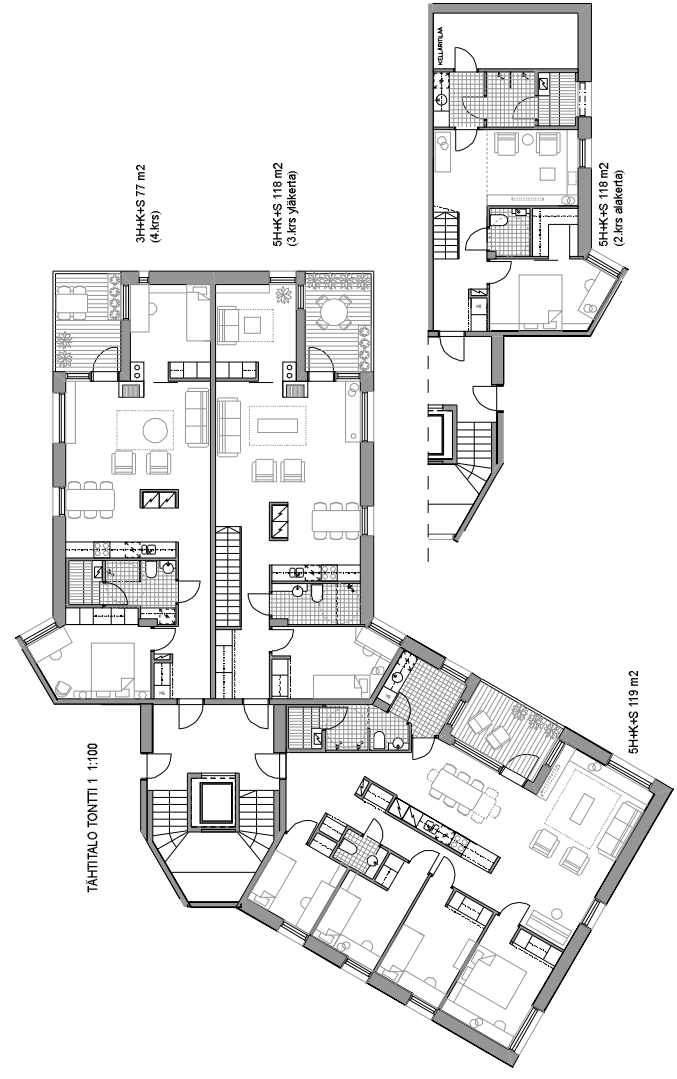 KELLARITILAA
3H+K+S 77 m2
(4.krs)
5H+K+S 118 m2
(3.krs yläkerta)
5H+K+S 118 m2
(2.krs alakerta)
5H+K+S 119 m2
TÄHTITALO TONTTI 1 1:100